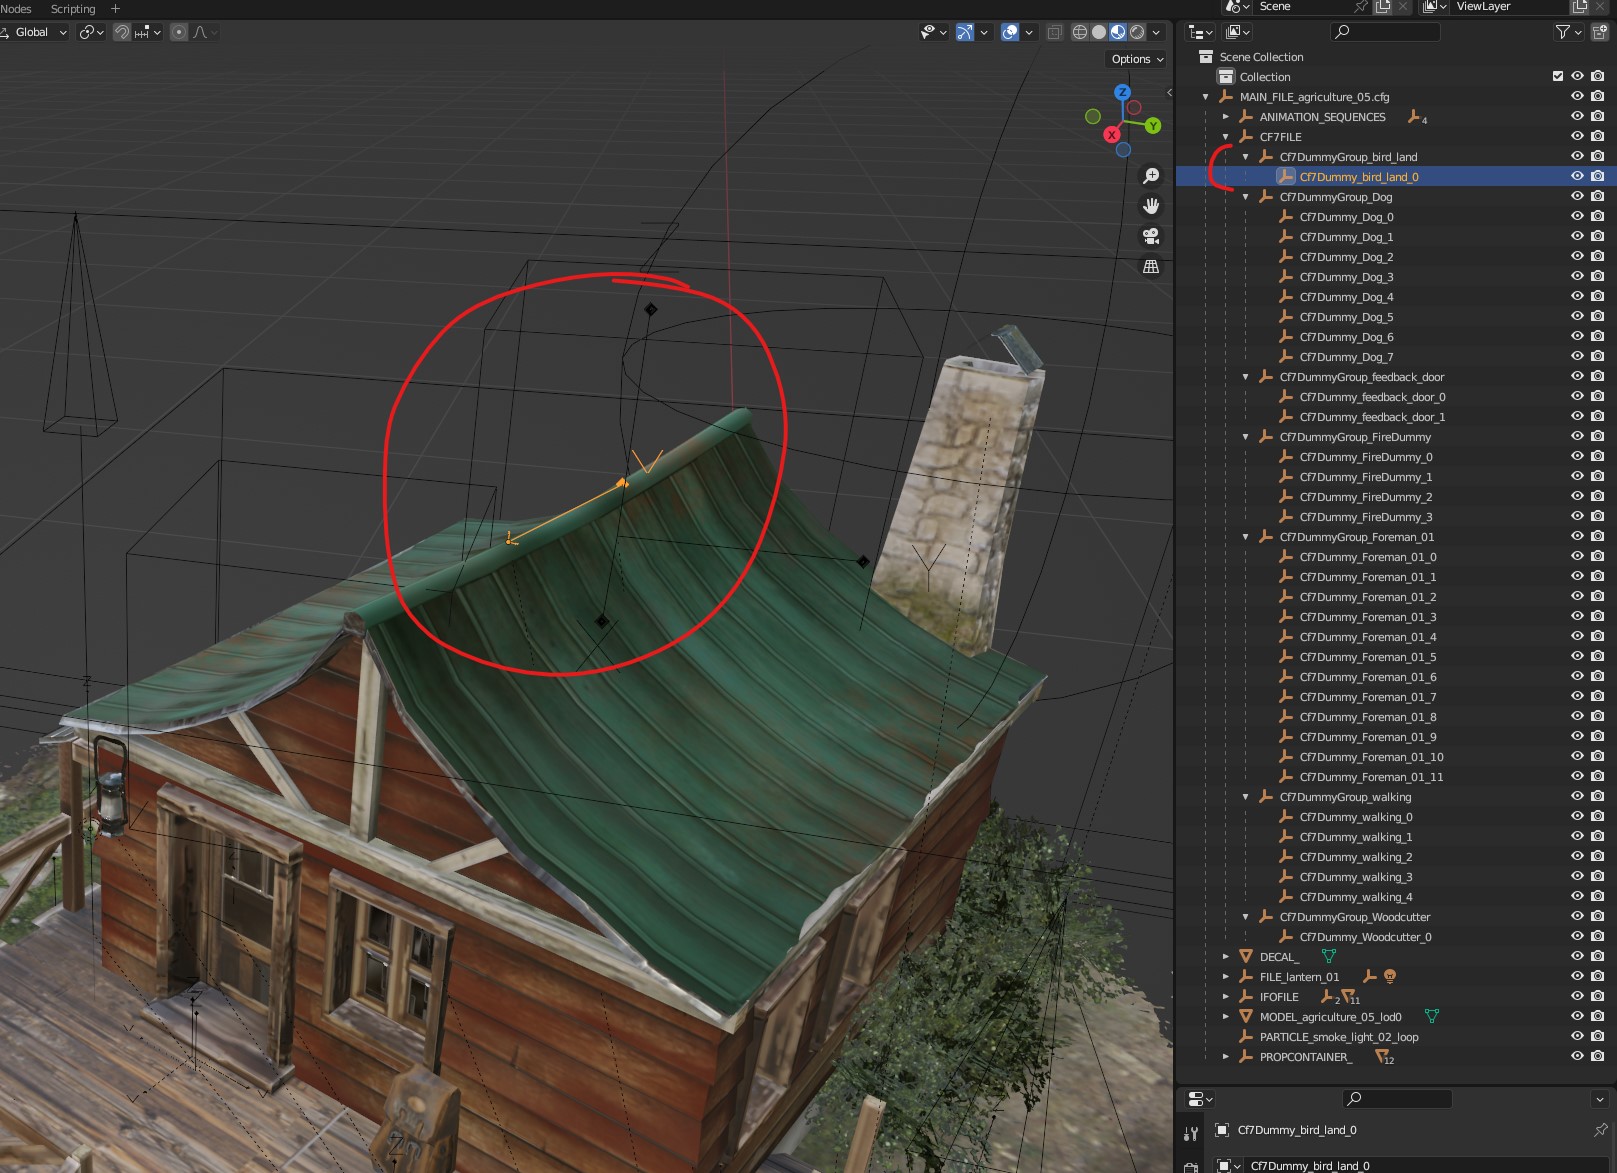 Nodes Scripting +
Scene ViewLayer
Global
Options
Z
Y
X
Scene Collection
Collection
MAIN_FILE_agriculture_05.cfg
ANIMATION_SEQUENCES 4
CF7FILE
Cf7DummyGroup_bird_land
Cf7Dummy_bird_land_0
Cf7DummyGroup_Dog
Cf7Dummy_Dog_0
Cf7Dummy_Dog_1
Cf7Dummy_Dog_2
Cf7Dummy_Dog_3
Cf7Dummy_Dog_4
Cf7Dummy_Dog_5
Cf7Dummy_Dog_6
Cf7Dummy_Dog_7
Cf7DummyGroup_feedback_door
Cf7Dummy_feedback_door_0
Cf7Dummy_feedback_door_1
Cf7DummyGroup_FireDummy
Cf7Dummy_FireDummy_0
Cf7Dummy_FireDummy_1
Cf7Dummy_FireDummy_2
Cf7Dummy_FireDummy_3
Cf7DummyGroup_Foreman_01
Cf7Dummy_Foreman_01_0
Cf7Dummy_Foreman_01_1
Cf7Dummy_Foreman_01_2
Cf7Dummy_Foreman_01_3
Cf7Dummy_Foreman_01_4
Cf7Dummy_Foreman_01_5
Cf7Dummy_Foreman_01_6
Cf7Dummy_Foreman_01_7
Cf7Dummy_Foreman_01_8
Cf7Dummy_Foreman_01_9
Cf7Dummy_Foreman_01_10
Cf7Dummy_Foreman_01_11
Cf7DummyGroup_walking
Cf7Dummy_walking_0
Cf7Dummy_walking_1
Cf7Dummy_walking_2
Cf7Dummy_walking_3
Cf7Dummy_walking_4
Cf7DummyGroup_Woodcutter
Cf7Dummy_Woodcutter_0
DECAL_
FILE_lantern_01
IFOFILE 2 11
MODEL_agriculture_05_lod0
PARTICLE_smoke_light_02_loop
PROPCONTAINER_ 12
Cf7Dummy_bird_land_0
Cf7Dummy_bird_land_0